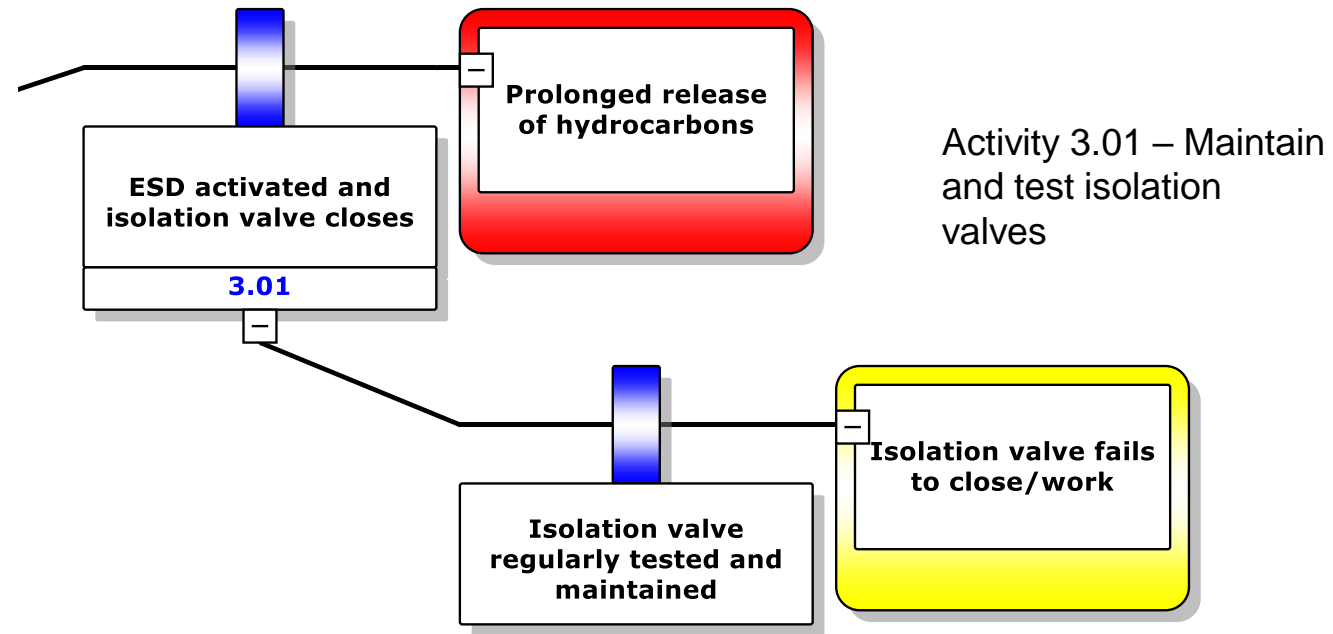 Prolonged release
of hydrocarbons
Activity 3.01 – Maintain
and test isolation
valves
ESD activated and
isolation valve closes
3.01
Isolation valve fails
to close/work
Isolation valve
regularly tested and
maintained